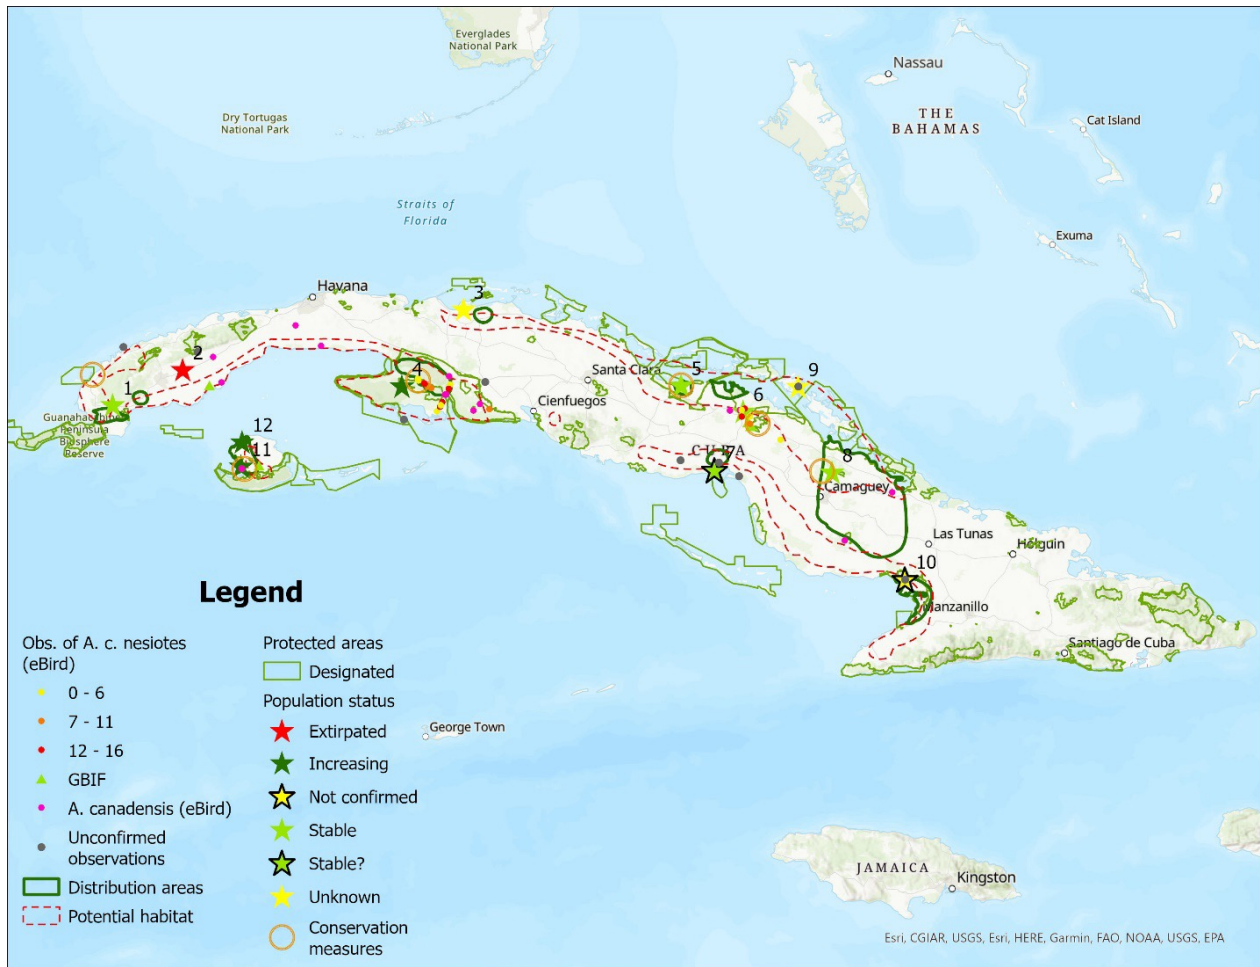 Everglades
National Park
Nassau
Dry Tortugas
National Park
THE
BAHAMAS
Cat Island
Straits of
Florida
Exuma
Havana
3
2
Santa Clara
4
5
9
1
Cienfuegos
6
Guanahacabibes
Peninsula
Biosphere
Reserve
12
11
CUBA
7
8
Camaguey
Las Tunas
Holguin
10
Manzanillo
Santiago de Cuba
George Town
JAMAICA
Kingston
Legend
Obs. of A. c. nesiotes
(eBird)
0 - 6
7 - 11
12 - 16
GBIF
A. canadensis (eBird)
Unconfirmed
observations
Distribution areas
Potential habitat
Protected areas
Designated
Population status
Extirpated
Increasing
Not confirmed
Stable
Stable?
Unknown
Conservation
measures
Esri, CGIAR, USGS, Esri, HERE, Garmin, FAO, NOAA, USGS, EPA